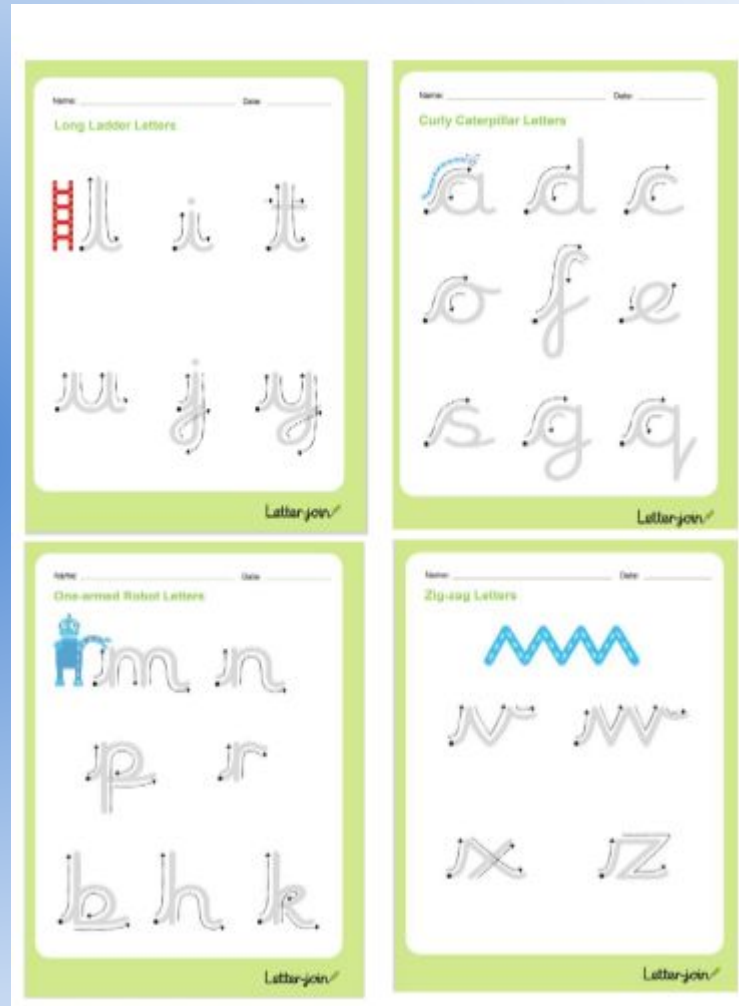 Name: Date:
Long Ladder Letters
l i t
u j y
Letter-join
Name: Date:
Curly Caterpillar Letters
a d c
o f e
s g q
Letter-join
Name: Date:
One-armed Robot Letters
m n
p r
b h k
Letter-join
Name: Date:
Zig-zag Letters
v w
x z
Letter-join